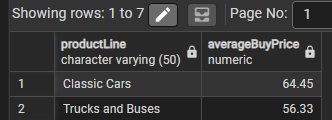 Showing rows: 1 to 7 Page No: 1
productLine averageBuyPrice
character varying (50) numeric
1 Classic Cars 64.45
2 Trucks and Buses 56.33